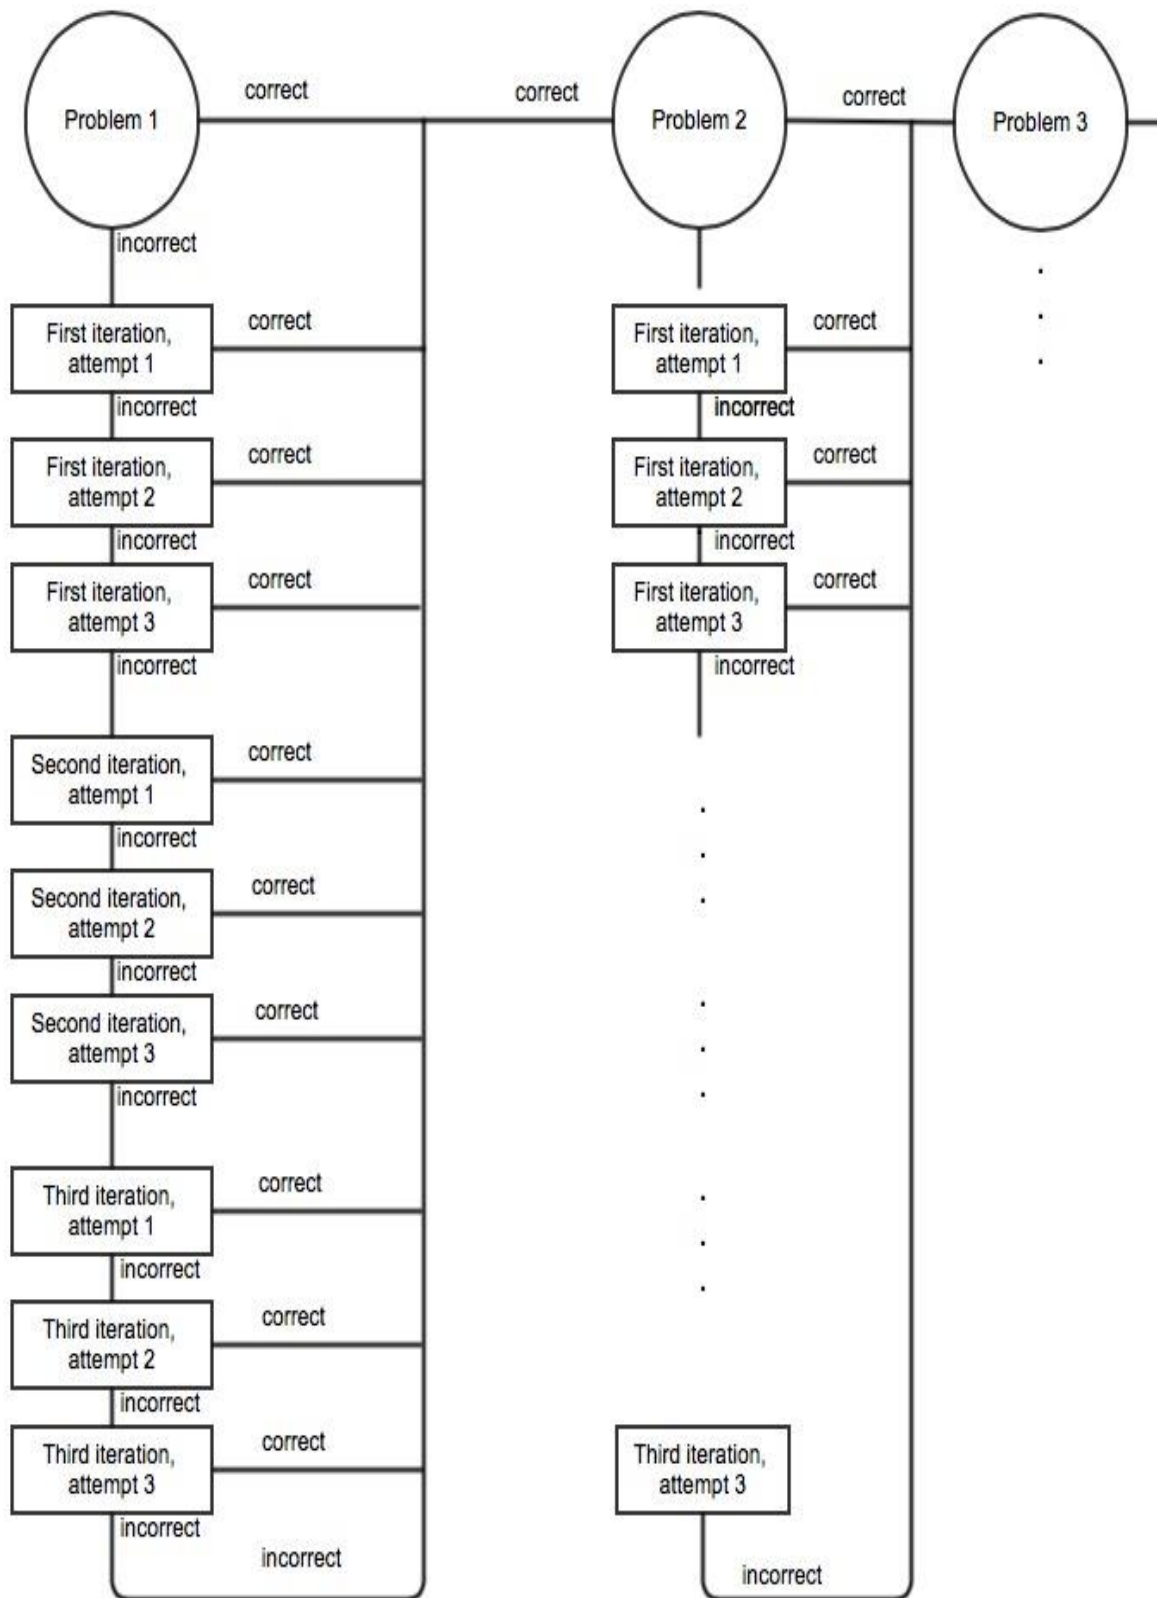 correct
correct
correct
Problem 1
Problem 2
Problem 3
incorrect
First iteration,
attempt 1
correct
First iteration,
attempt 1
correct
incorrect
incorrect
First iteration,
attempt 2
correct
First iteration,
attempt 2
correct
incorrect
incorrect
First iteration,
attempt 3
correct
First iteration,
attempt 3
correct
incorrect
incorrect
Second iteration,
attempt 1
correct
incorrect
Second iteration,
attempt 2
correct
incorrect
Second iteration,
attempt 3
correct
incorrect
Third iteration,
attempt 1
correct
incorrect
Third iteration,
attempt 2
correct
incorrect
Third iteration,
attempt 3
correct
Third iteration,
attempt 3
incorrect
incorrect
incorrect